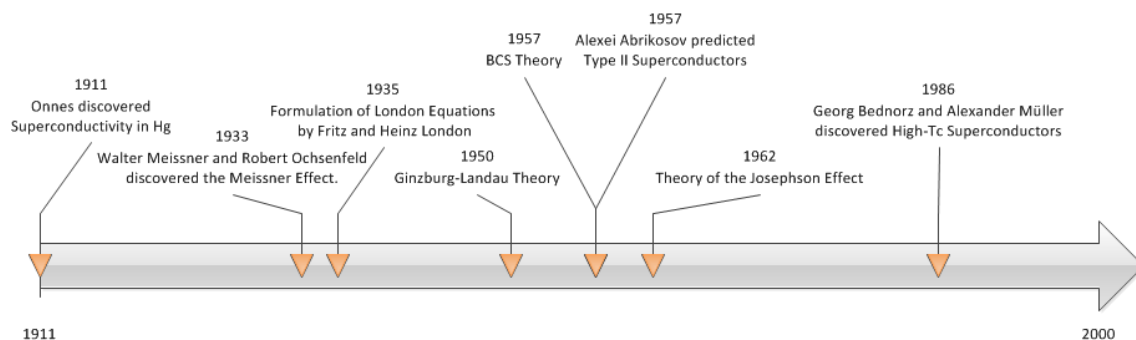 1911
Onnes discovered
Superconductivity in Hg
1933
Walter Meissner and Robert Ochsenfeld
discovered the Meissner Effect.
1935
Formulation of London Equations
by Fritz and Heinz London
1950
Ginzburg-Landau Theory
1957
BCS Theory
1957
Alexei Abrikosov predicted
Type II Superconductors
1962
Theory of the Josephson Effect
1986
Georg Bednorz and Alexander Müller
discovered High-Tc Superconductors
1911
2000